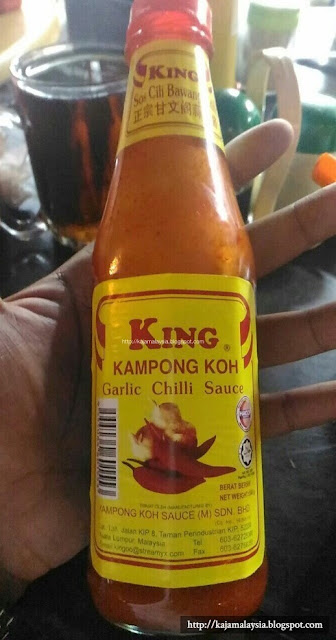 KING
Sos Cili Bawang
正宗甘文閣蒜
KING ®
http://kajamalaysia.blogspot.com
KAMPONG KOH
Garlic Chilli Sauce
BERAT BERSIH
NET WEIGHT
KAMPONG KOH SAUCE (M) SDN. BHD.
Jalan KIP 8, Taman Perindustrian KIP, 52200
Kuala Lumpur, Malaysia. Tel
Fax
http://kajamalaysia.blogspot.com